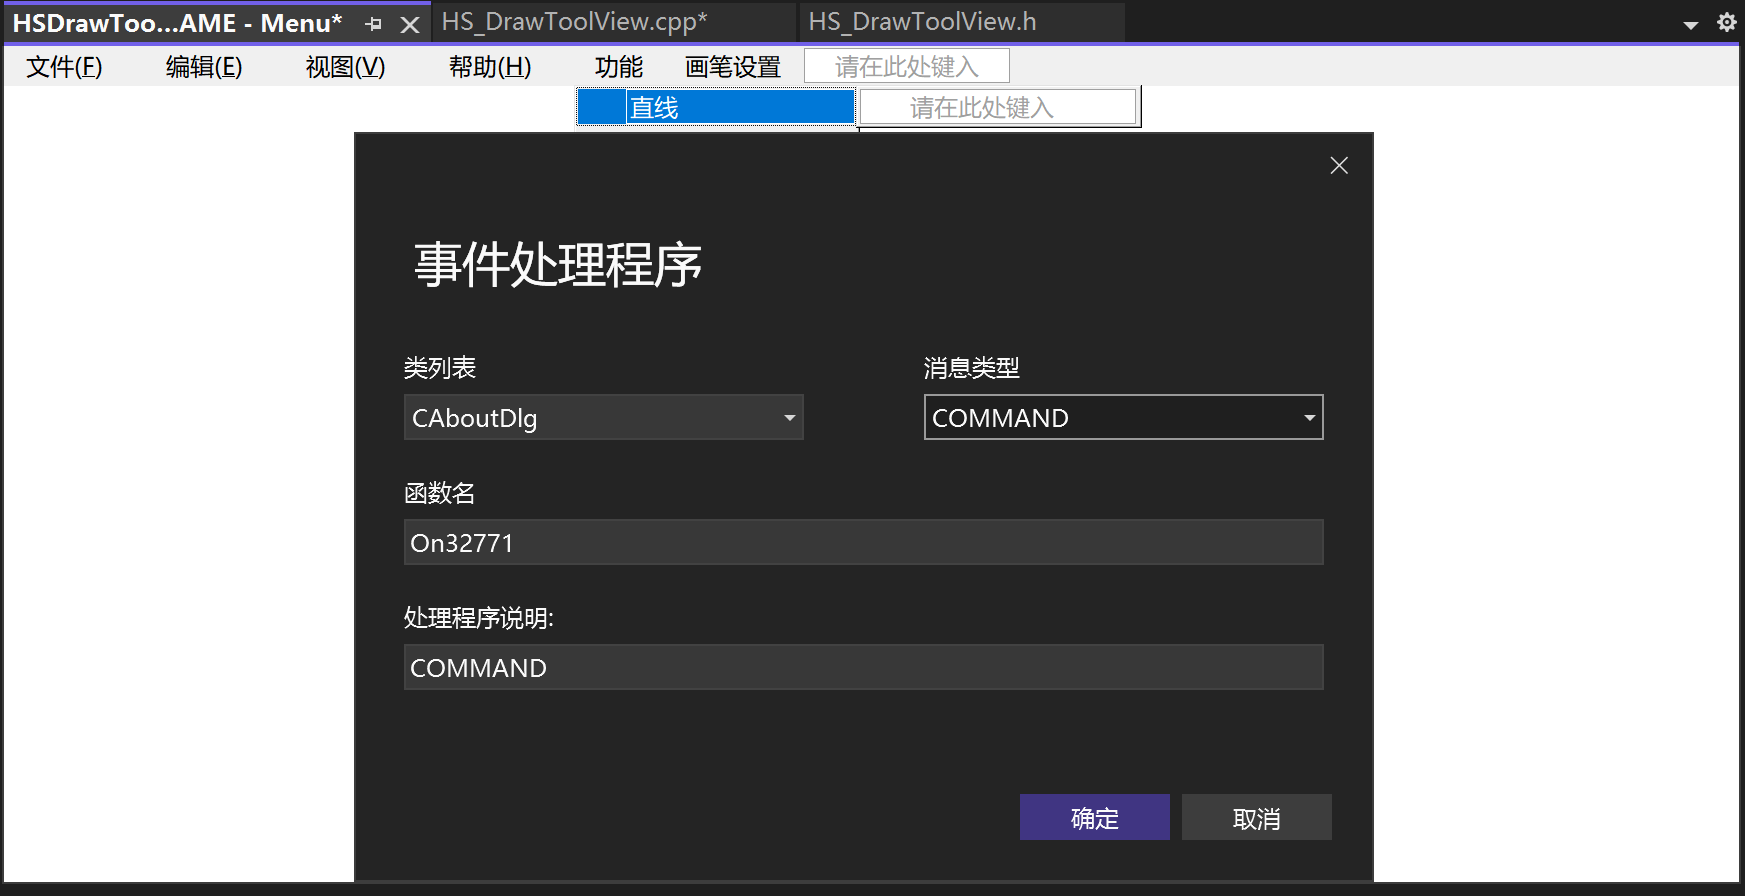 HSDrawToo...AME - Menu* HS_DrawToolView.cpp* HS_DrawToolView.h
文件(F) 编辑(E) 视图(V) 帮助(H) 功能 画笔设置 请在此处键入
直线 请在此处键入
事件处理程序
类列表 消息类型
CAboutDlg COMMAND
函数名
On32771
处理程序说明:
COMMAND
确定 取消